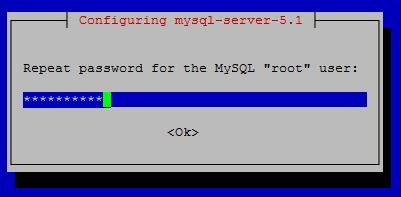 Configuring mysql-server-5.1
Repeat password for the MySQL "root" user:
**********
<Ok>